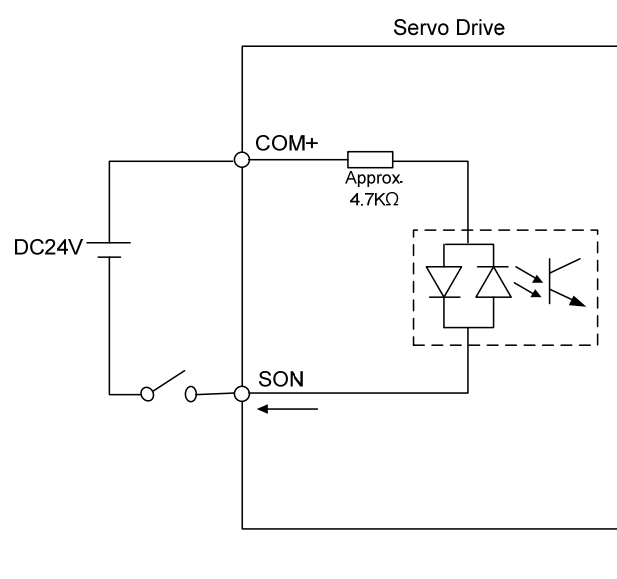 Servo Drive
COM+
Approx.
4.7KΩ
DC24V
SON